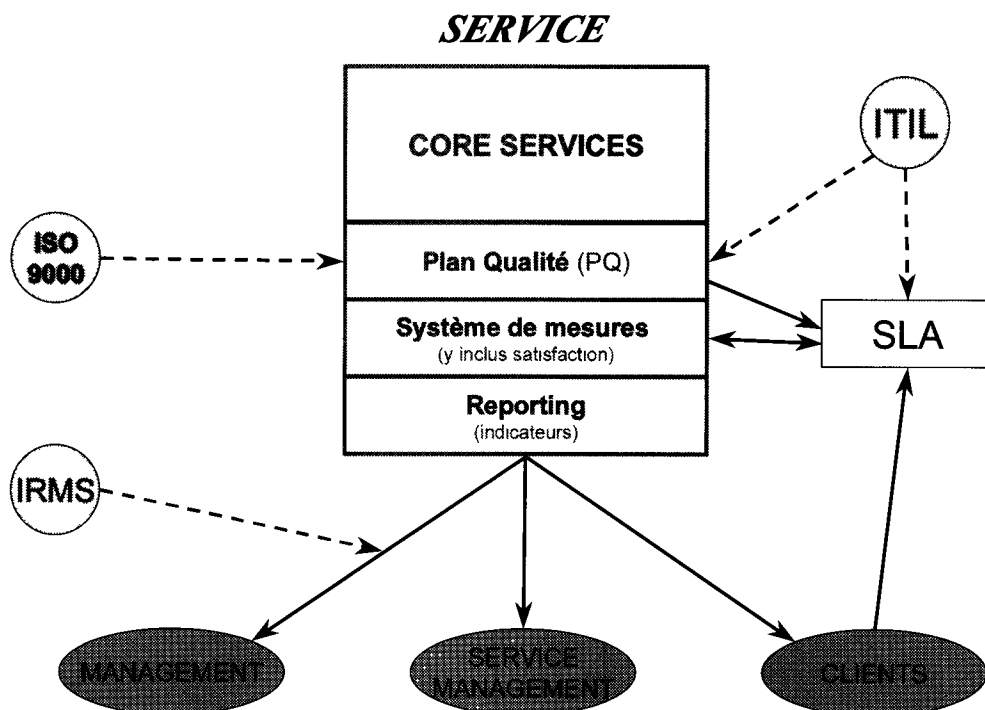 SERVICE
CORE SERVICES
ITIL
ISO
9000
Plan Qualité (PQ)
Système de mesures
(y inclus satisfaction)
SLA
Reporting
(indicateurs)
IRMS
MANAGEMENT
SERVICE
MANAGEMENT
CLIENTS